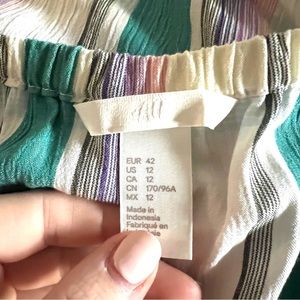 H&M
EUR 42
US 12
CA 12
CN 170/96A
MX 12
Made in
Indonesia
Fabriqué en